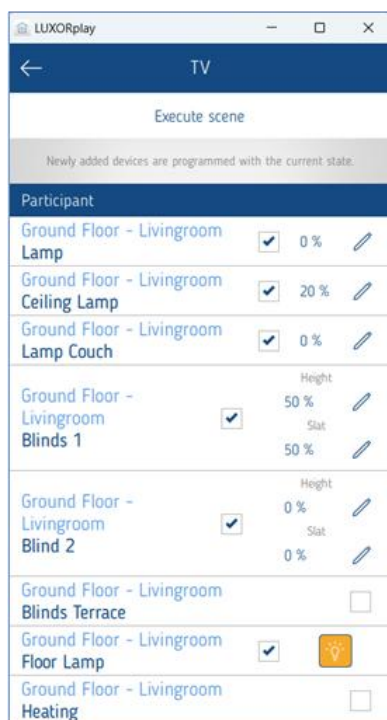 LUXORplay
TV
Execute scene
Newly added devices are programmed with the current state.
Participant
Ground Floor - Livingroom
Lamp
0 %
Ground Floor - Livingroom
Ceiling Lamp
20 %
Ground Floor - Livingroom
Lamp Couch
0 %
Ground Floor -
Livingroom
Blinds 1
Height
50 %
Slat
50 %
Ground Floor -
Livingroom
Blind 2
Height
0 %
Slat
0 %
Ground Floor - Livingroom
Blinds Terrace
Ground Floor - Livingroom
Floor Lamp
Ground Floor - Livingroom
Heating